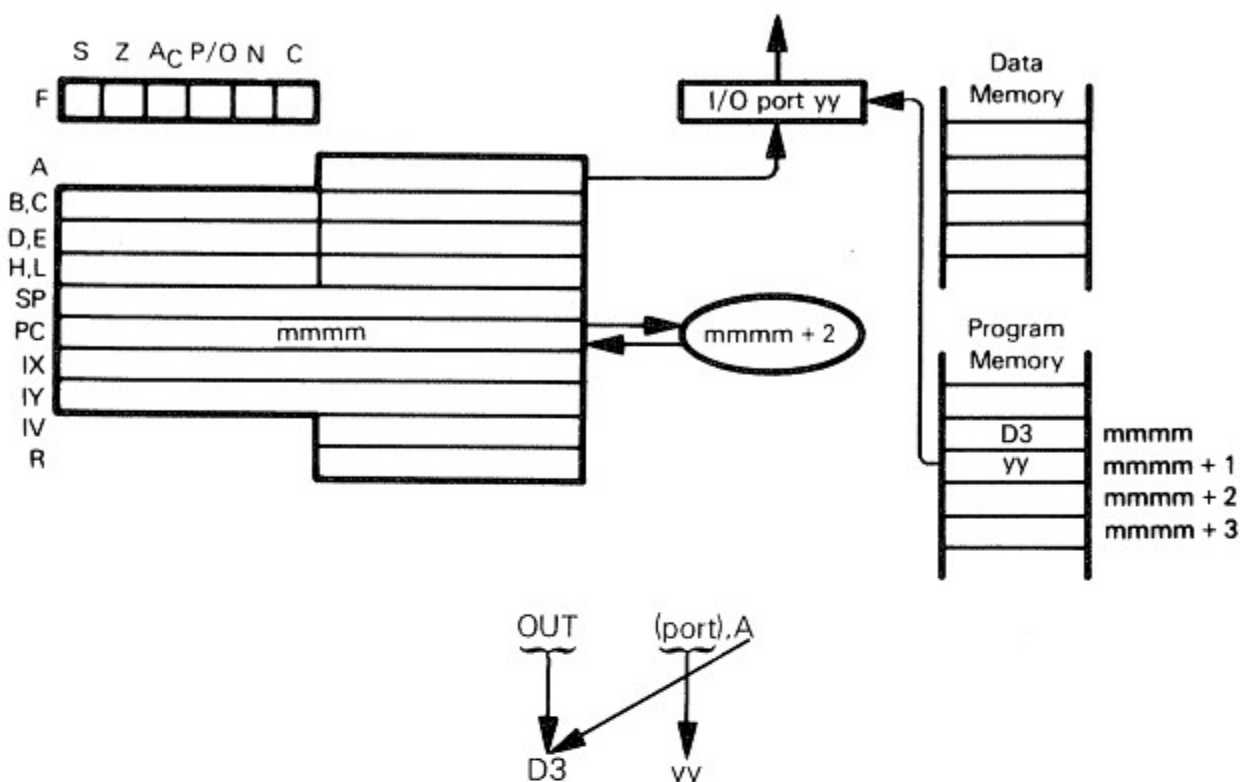 S Z AC P/O N C
F
I/O port yy
Data
Memory
A
B,C
D,E
H,L
SP
PC mmmm
mmmm + 2
IX
IY
IV
R
Program
Memory
D3 mmmm
yy mmmm + 1
mmmm + 2
mmmm + 3
OUT (port),A
D3 yy